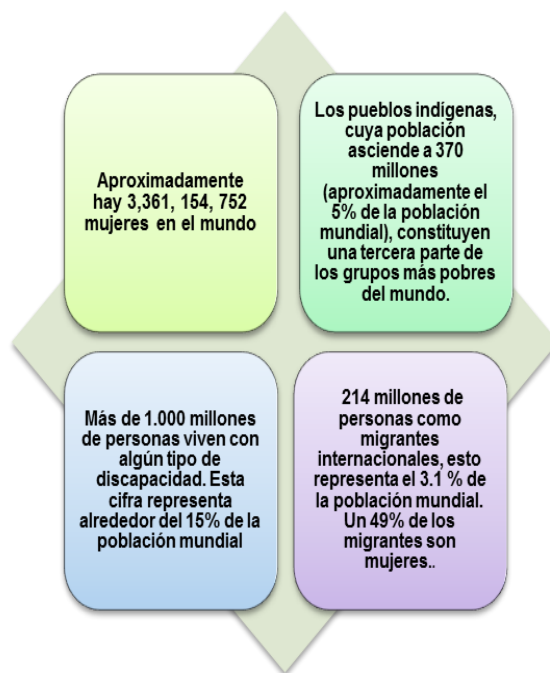 Aproximadamente
hay 3,361, 154, 752
mujeres en el mundo
Los pueblos indígenas,
cuya población
asciende a 370
millones
(aproximadamente el
5% de la población
mundial), constituyen
una tercera parte de
los grupos más pobres
del mundo.
Más de 1.000 millones
de personas viven con
algún tipo de
discapacidad. Esta
cifra representa
alrededor del 15% de la
población mundial
214 millones de
personas como
migrantes
internacionales, esto
representa el 3.1 % de
la población mundial.
Un 49% de los
migrantes son
mujeres..